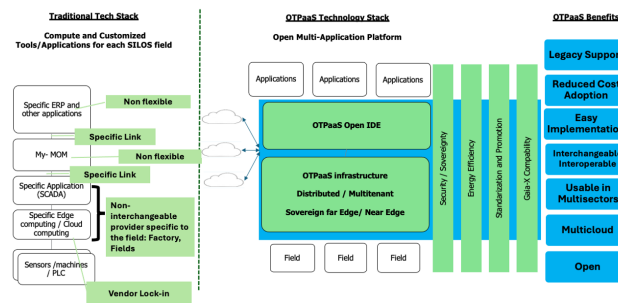 Traditional Tech Stack
Compute and Customized
Tools/Applications for each SILOS field
Specific ERP and
other applications
Non flexible
Specific Link
My- MOM
Non flexible
Specific Link
Specific Application
(SCADA)
Specific Edge
computing / Cloud
computing
Non-
interchangeable
provider specific to
the field: Factory,
Fields
Sensors /machines
/ PLC
Vendor Lock-in
OTPaaS Technology Stack
Open Multi-Application Platform
Applications
Applications
Applications
OTPaaS Open IDE
OTPaaS infrastructure
Distributed / Multitenant
Sovereign far Edge/ Near Edge
Field
Field
Field
Security / Sovereignty
Energy Efficiency
Standarization and Promotion
Gaia-X Compability
OTPaaS Benefits
Legacy Support
Reduced Cost
Adoption
Easy
Implementation
Interchangeable
Interoperable
Usable in
Multisectors
Multicloud
Open